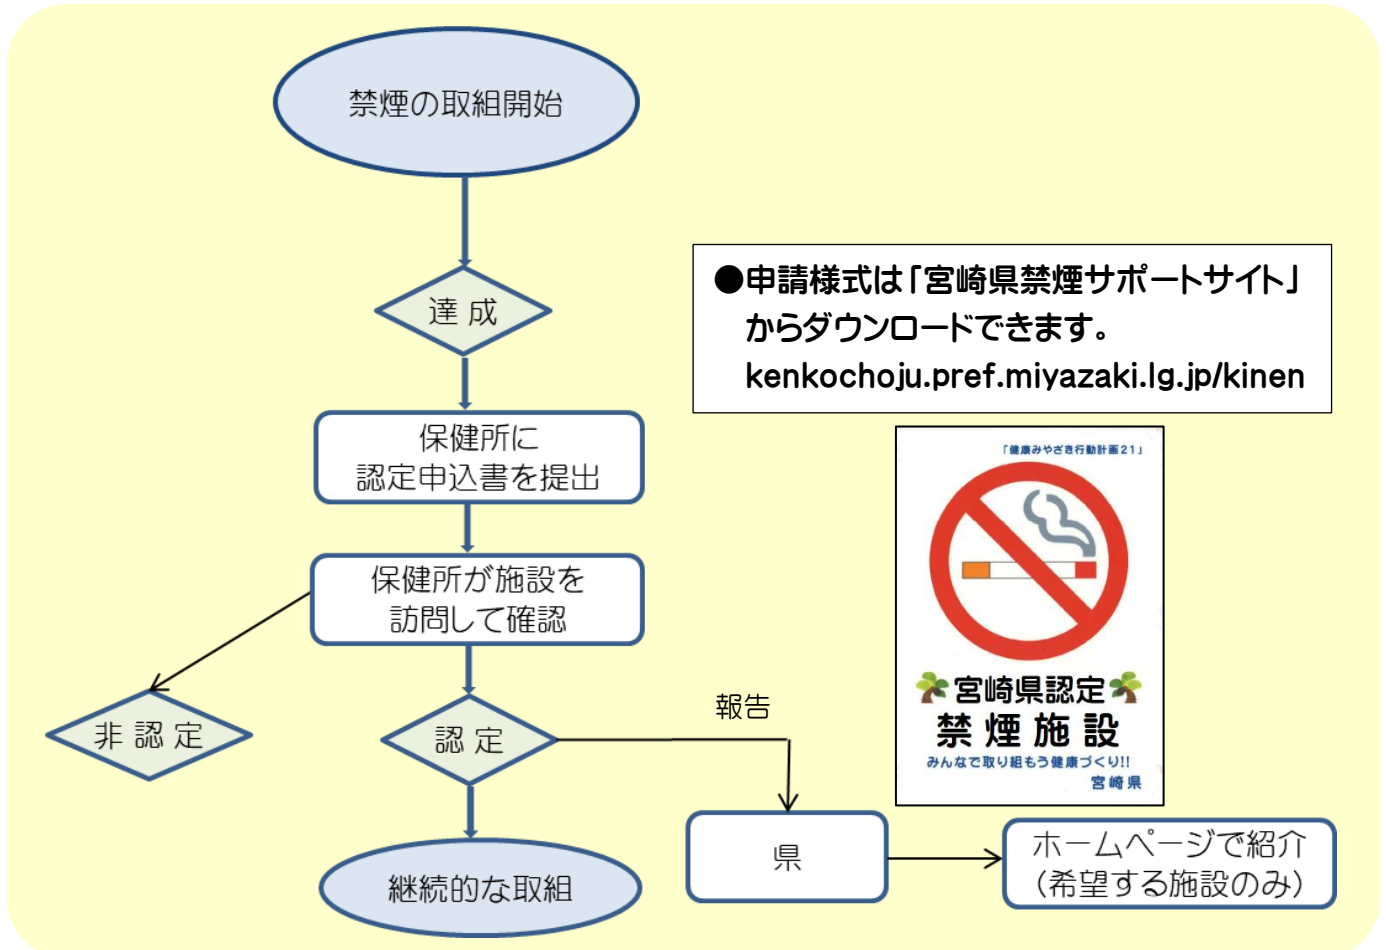 禁煙の取組開始
達成
保健所に
認定申込書を提出
保健所が施設を
訪問して確認
非認定
認定
報告
継続的な取組
県
ホームページで紹介
（希望する施設のみ）
●申請様式は「宮崎県禁煙サポートサイト」
からダウンロードできます。
kenkochoju.pref.miyazaki.lg.jp/kinen
「健康みやざき行動計画21」
宮崎県認定
禁煙施設
みんなで取り組もう健康づくり!!
宮崎県